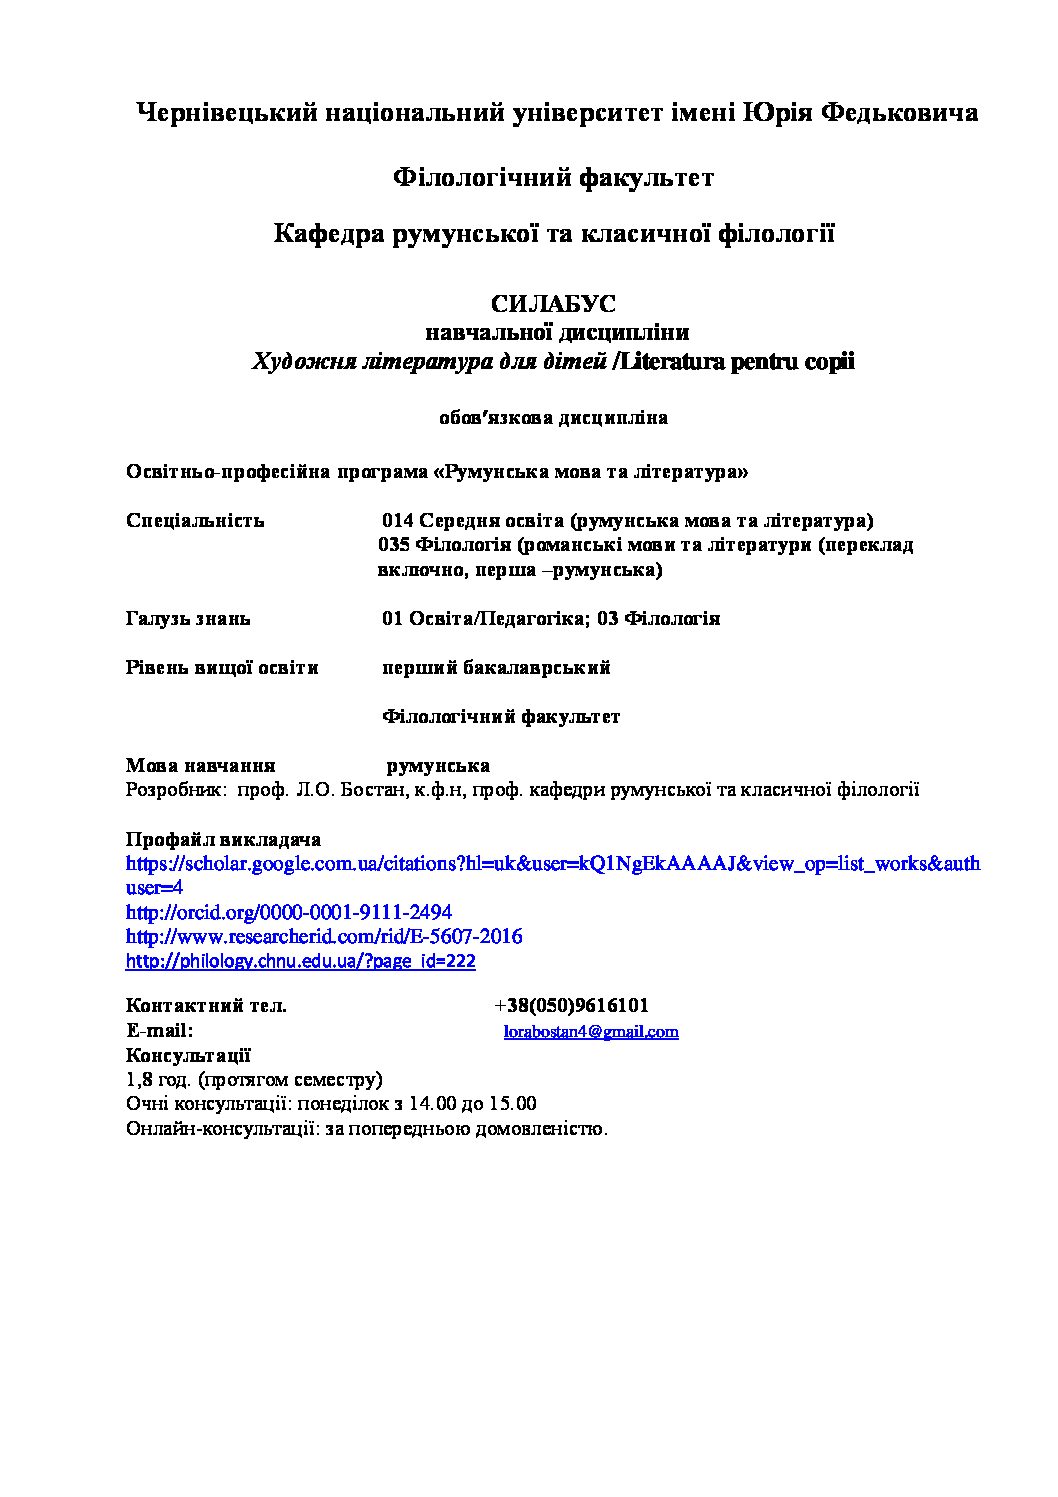 Чернівецький національний університет імені Юрія Федьковича
Філологічний факультет
Кафедра румунської та класичної філології
СИЛАБУС
навчальної дисципліни
Художня література для дітей /Literatura pentru copii
обов′язкова дисципліна
Освітньо-професійна програма «Румунська мова та література»
Спеціальність 014 Середня освіта (румунська мова та література)
035 Філологія (романські мови та літератури (переклад
включно, перша –румунська)
Галузь знань 01 Освіта/Педагогіка; 03 Філологія
Рівень вищої освіти перший бакалаврський
Філологічний факультет
Мова навчання румунська
Розробник: проф. Л.О. Бостан, к.ф.н, проф. кафедри румунської та класичної філології
Профайл викладача
https://scholar.google.com.ua/citations?hl=uk&user=kQ1NgEkAAAAJ&view_op=list_works&auth
user=4
http://orcid.org/0000-0001-9111-2494
http://www.researcherid.com/rid/E-5607-2016
http://philology.chnu.edu.ua/?page_id=222
Контактний тел. +38(050)9616101
E-mail: lorabostan4@gmail.com
Консультації
1,8 год. (протягом семестру)
Очні консультації: понеділок з 14.00 до 15.00
Онлайн-консультації: за попередньою домовленістю.